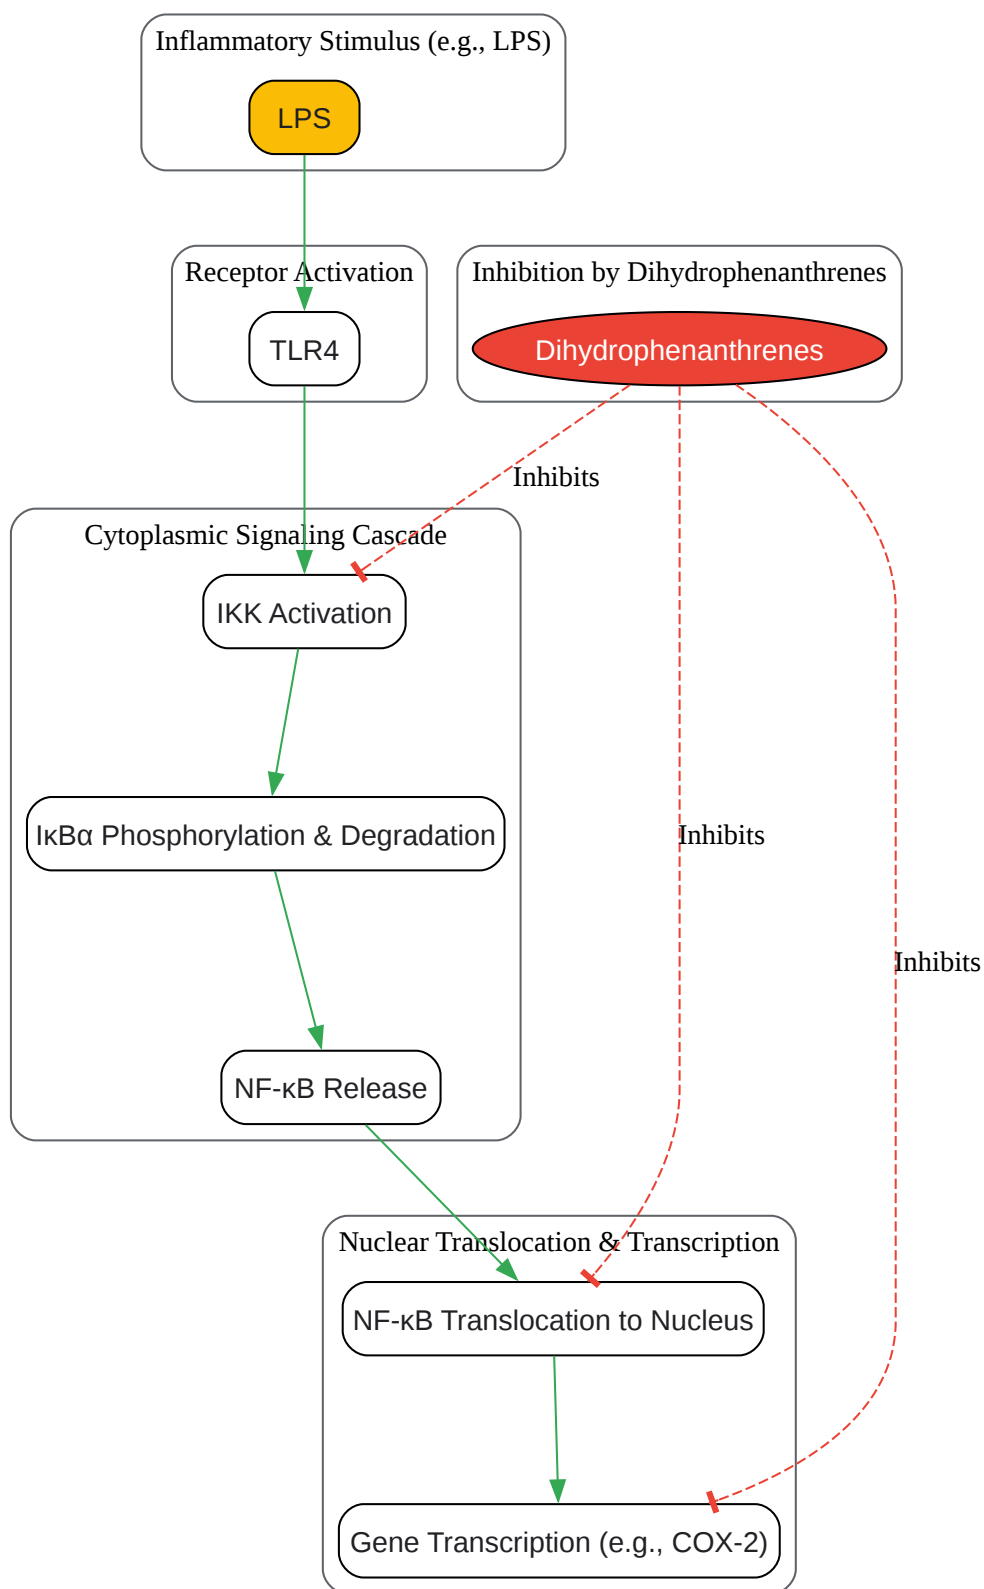 Inflammatory Stimulus (e.g., LPS)
LPS
Receptor Activation
TLR4
Inhibition by Dihydrophenanthrenes
Dihydrophenanthrenes
Inhibits
Cytoplasmic Signaling Cascade
IKK Activation
IκBα Phosphorylation & Degradation
Inhibits
Inhibits
NF-κB Release
Nuclear Translocation & Transcription
NF-κB Translocation to Nucleus
Gene Transcription (e.g., COX-2)